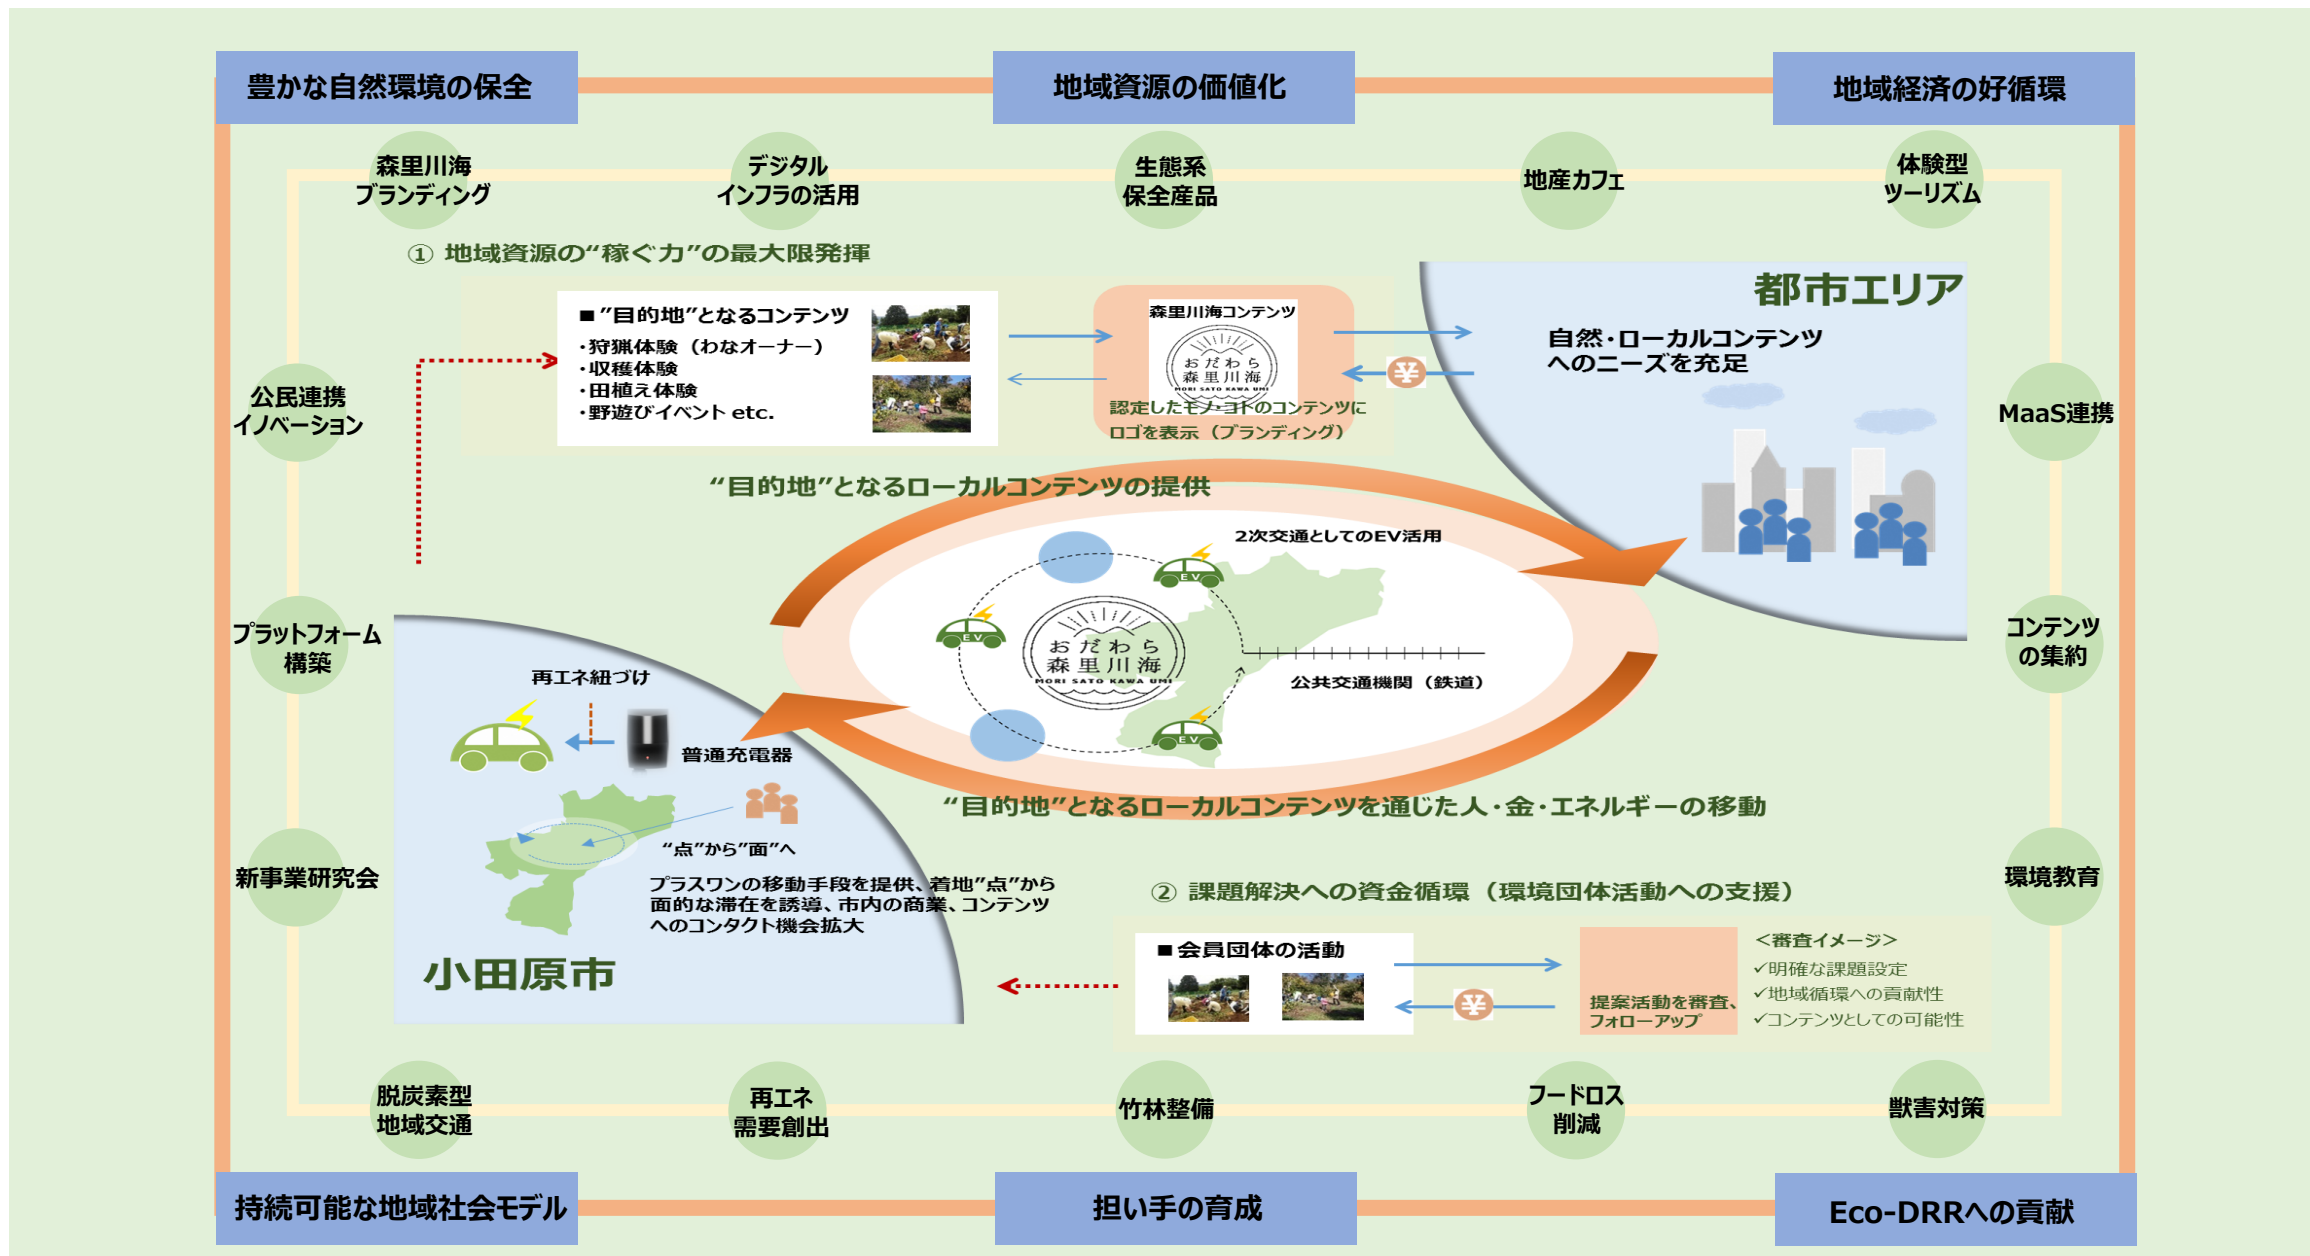 豊かな自然環境の保全
地域資源の価値化
地域経済の好循環
森里川海
ブランディング
デジタル
インフラの活用
生態系
保全産品
地産カフェ
体験型
ツーリズム
① 地域資源の“稼ぐ力”の最大限発揮
■”目的地”となるコンテンツ
・狩猟体験（わなオーナー）
・収穫体験
・田植え体験
・野遊びイベント etc.
森里川海コンテンツ
おだわら
森里川海
MORI SATO KAWA UMI
認定したモノ・コトのコンテンツに
ロゴを表示（ブランディング）
¥
都市エリア
自然・ローカルコンテンツ
へのニーズを充足
公民連携
イノベーション
MaaS連携
“目的地”となるローカルコンテンツの提供
2次交通としてのEV活用
EV
EV
おだわら
森里川海
MORI SATO KAWA UMI
公共交通機関（鉄道）
EV
プラットフォーム
構築
コンテンツ
の集約
再エネ紐づけ
普通充電器
“点”から”面”へ
プラスワンの移動手段を提供、着地”点”から
面的な滞在を誘導、市内の商業、コンテンツ
へのコンタクト機会拡大
小田原市
“目的地”となるローカルコンテンツを通じた人・金・エネルギーの移動
新事業研究会
環境教育
② 課題解決への資金循環（環境団体活動への支援）
■会員団体の活動
¥
提案活動を審査、
フォローアップ
＜審査イメージ＞
✓明確な課題設定
✓地域循環への貢献性
✓コンテンツとしての可能性
脱炭素型
地域交通
再エネ
需要創出
竹林整備
フードロス
削減
獣害対策
持続可能な地域社会モデル
担い手の育成
Eco-DRRへの貢献